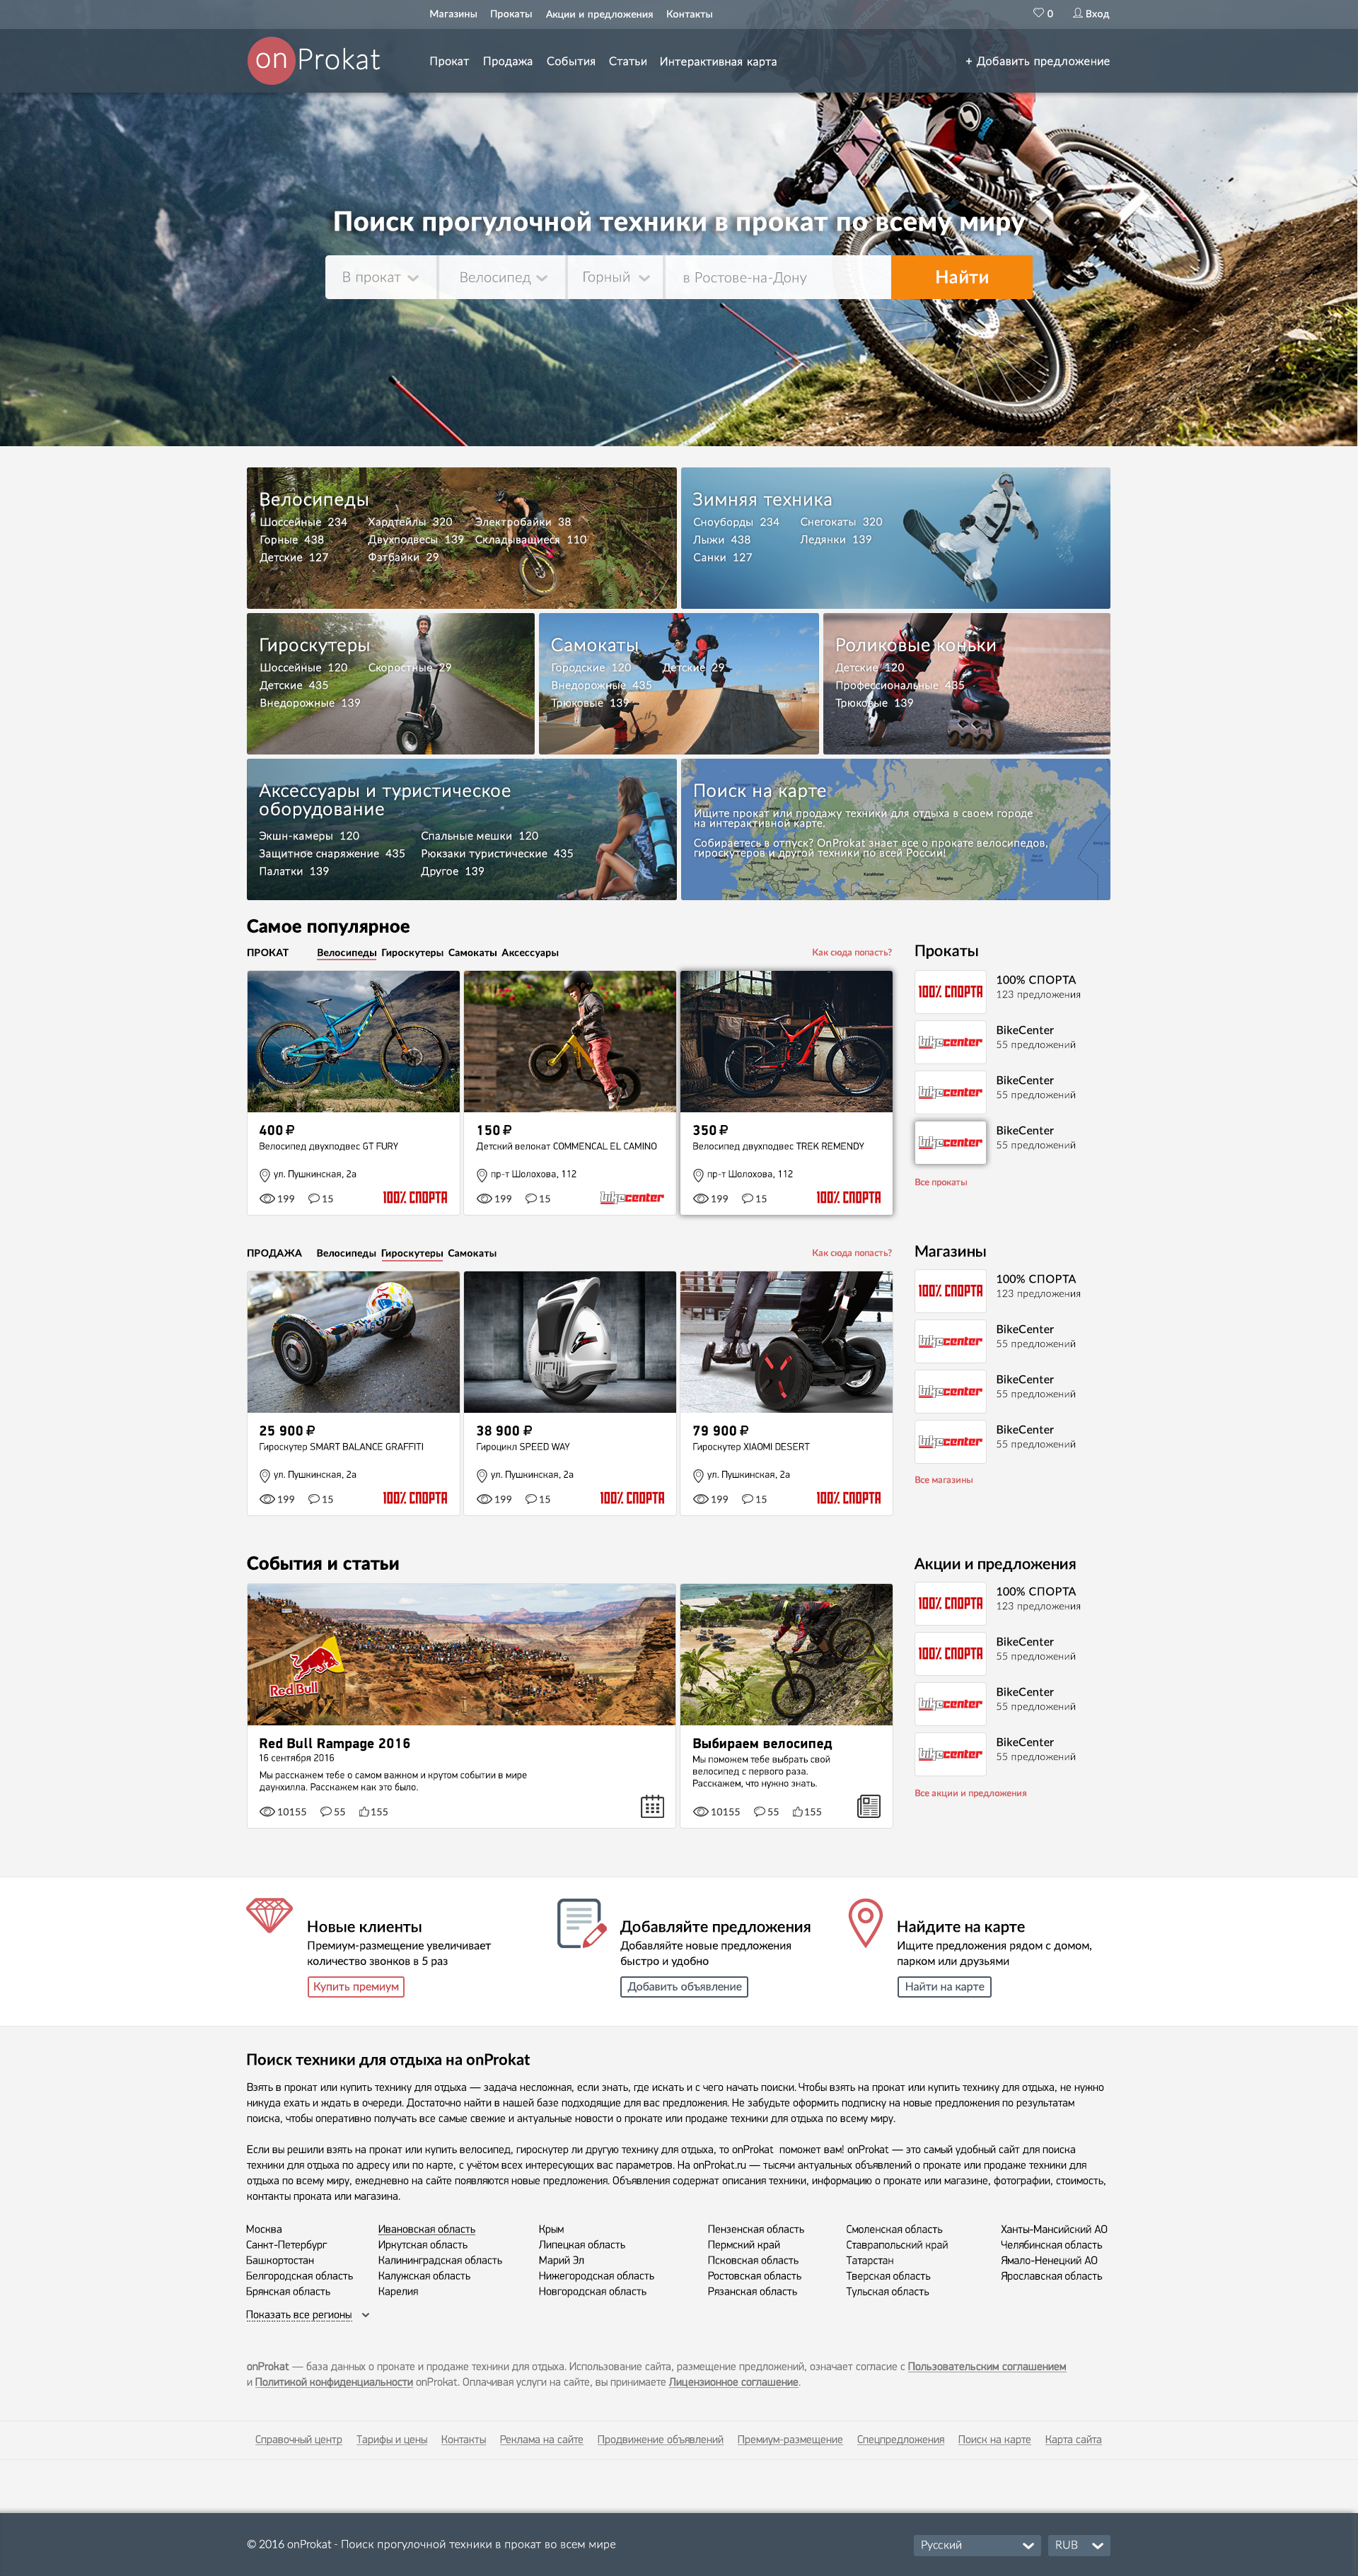 Магазины Прокаты Акции и предложения Контакты 0 Вход
onProkat Прокат Продажа События Статьи Интерактивная карта + Добавить предложение
Поиск прогулочной техники в прокат по всему миру
В прокат Велосипед Горный в Ростове-на-Дону Найти
Велосипеды
Шоссейные 234 Хардтейлы 320 Электробайки 38
Горные 438 Двухподвесы 139 Складывающиеся 110
Детские 127 Фэтбайки 29
Зимняя техника
Сноуборды 234 Снегокаты 320
Лыжи 438 Ледянки 139
Санки 127
Гироскутеры
Шоссейные 120 Скоростные 29
Детские 435
Внедорожные 139
Самокаты
Городские 120 Детские 29
Внедорожные 435
Трюковые 139
Роликовые коньки
Детские 120
Профессиональные 435
Трюковые 139
Аксессуары и туристическое
оборудование
Экшн-камеры 120 Спальные мешки 120
Защитное снаряжение 435 Рюкзаки туристические 435
Палатки 139 Другое 139
Поиск на карте
Ищите прокат или продажу техники для отдыха в своем городе
на интерактивной карте.
Собираетесь в отпуск? OnProkat знает все о прокате велосипедов,
гироскутеров и другой техники по всей России!
Самое популярное
ПРОКАТ Велосипеды Гироскутеры Самокаты Аксессуары Как сюда попасть?
400 ₽
Велосипед двухподвес GT FURY
ул. Пушкинская, 2а
199 15 100% СПОРТА
150 ₽
Детский велокат COMMENCAL EL CAMINO
пр-т Шолохова, 112
199 15 bikecenter
350 ₽
Велосипед двухподвес TREK REMENDY
пр-т Шолохова, 112
199 15 100% СПОРТА
Прокаты
100% СПОРТА 100% СПОРТА
123 предложения
bikecenter BikeCenter
55 предложений
bikecenter BikeCenter
55 предложений
bikecenter BikeCenter
55 предложений
Все прокаты
ПРОДАЖА Велосипеды Гироскутеры Самокаты Как сюда попасть?
25 900 ₽
Гироскутер SMART BALANCE GRAFFITI
ул. Пушкинская, 2а
199 15 100% СПОРТА
38 900 ₽
Гироцикл SPEED WAY
ул. Пушкинская, 2а
199 15 100% СПОРТА
79 900 ₽
Гироскутер XIAOMI DESERT
ул. Пушкинская, 2а
199 15 100% СПОРТА
Магазины
100% СПОРТА 100% СПОРТА
123 предложения
bikecenter BikeCenter
55 предложений
bikecenter BikeCenter
55 предложений
bikecenter BikeCenter
55 предложений
Все магазины
События и статьи
Red Bull
Red Bull Rampage 2016
16 сентября 2016
Мы расскажем тебе о самом важном и крутом событии в мире
даунхилла. Расскажем как это было.
10155 55 155
Выбираем велосипед
Мы поможем тебе выбрать свой
велосипед с первого раза.
Расскажем, что нужно знать.
10155 55 155
Акции и предложения
100% СПОРТА 100% СПОРТА
123 предложения
100% СПОРТА BikeCenter
55 предложений
bikecenter BikeCenter
55 предложений
bikecenter BikeCenter
55 предложений
Все акции и предложения
Новые клиенты
Премиум-размещение увеличивает
количество звонков в 5 раз
Купить премиум
Добавляйте предложения
Добавляйте новые предложения
быстро и удобно
Добавить объявление
Найдите на карте
Ищите предложения рядом с домом,
парком или друзьями
Найти на карте
Поиск техники для отдыха на onProkat
Взять в прокат или купить технику для отдыха — задача несложная, если знать, где искать и с чего начать поиски. Чтобы взять на прокат или купить технику для отдыха, не нужно
никуда ехать и ждать в очереди. Достаточно найти в нашей базе подходящие для вас предложения. Не забудьте оформить подписку на новые предложения по результатам
поиска, чтобы оперативно получать все самые свежие и актуальные новости о прокате или продаже техники для отдыха по всему миру.
Если вы решили взять на прокат или купить велосипед, гироскутер ли другую технику для отдыха, то onProkat поможет вам! onProkat — это самый удобный сайт для поиска
техники для отдыха по адресу или по карте, с учётом всех интересующих вас параметров. На onProkat.ru — тысячи актуальных объявлений о прокате или продаже техники для
отдыха по всему миру, ежедневно на сайте появляются новые предложения. Объявления содержат описания техники, информацию о прокате или магазине, фотографии, стоимость,
контакты проката или магазина.
Москва Ивановская область Крым Пензенская область Смоленская область Ханты-Мансийский АО
Санкт-Петербург Иркутская область Липецкая область Пермский край Ставрапольский край Челябинская область
Башкортостан Калининградская область Марий Эл Псковская область Татарстан Ямало-Ненецкий АО
Белгородская область Калужская область Нижегородская область Ростовская область Тверская область Ярославская область
Брянская область Карелия Новгородская область Рязанская область Тульская область
Показать все регионы
onProkat — база данных о прокате и продаже техники для отдыха. Использование сайта, размещение предложений, означает согласие с Пользовательским соглашением
и Политикой конфиденциальности onProkat. Оплачивая услуги на сайте, вы принимаете Лицензионное соглашение.
Справочный центр Тарифы и цены Контакты Реклама на сайте Продвижение объявлений Премиум-размещение Спецпредложения Поиск на карте Карта сайта
© 2016 onProkat - Поиск прогулочной техники в прокат во всем мире Русский RUB